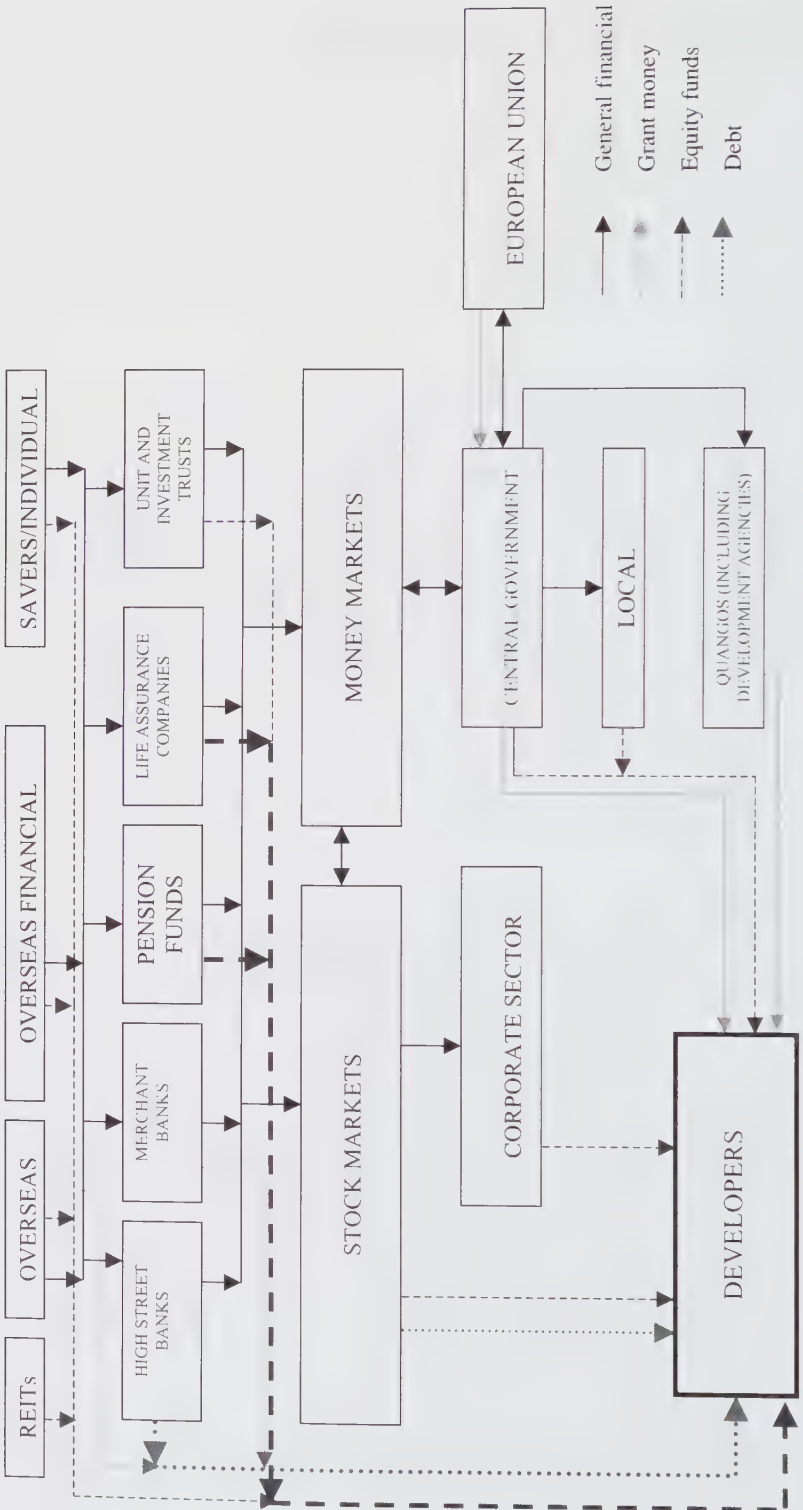 REITs
OVERSEAS
OVERSEAS FINANCIAL
SAVERS/INDIVIDUAL
HIGH STREET
BANKS
MERCHANT
BANKS
PENSION
FUNDS
LIFE ASSURANCE
COMPANIES
UNIT AND
INVESTMENT
TRUSTS
STOCK MARKETS
MONEY MARKETS
CORPORATE SECTOR
CENTRAL GOVERNMENT
EUROPEAN UNION
LOCAL
QUANGOS (INCLUDING
DEVELOPMENT AGENCIES)
DEVELOPERS
General financial
Grant money
Equity funds
Debt